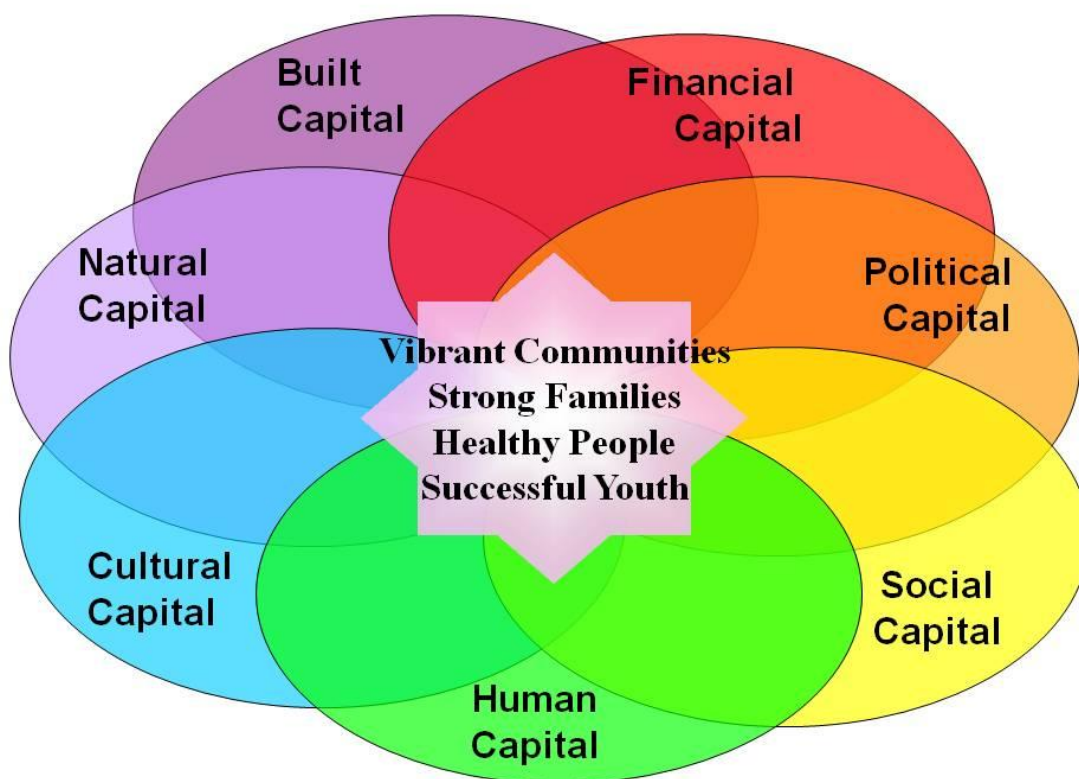 Built
Capital
Financial
Capital
Natural
Capital
Political
Capital
Vibrant Communities
Strong Families
Healthy People
Successful Youth
Cultural
Capital
Social
Capital
Human
Capital